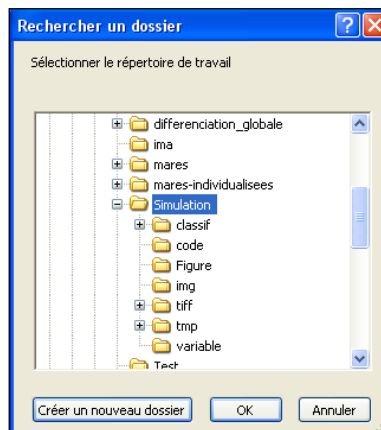 Rechercher un dossier
Sélectionner le répertoire de travail
differenciation_globale
ima
mares
mares-individualisees
Simulation
classif
code
Figure
img
tiff
tmp
variable
Test
Créer un nouveau dossier OK Annuler